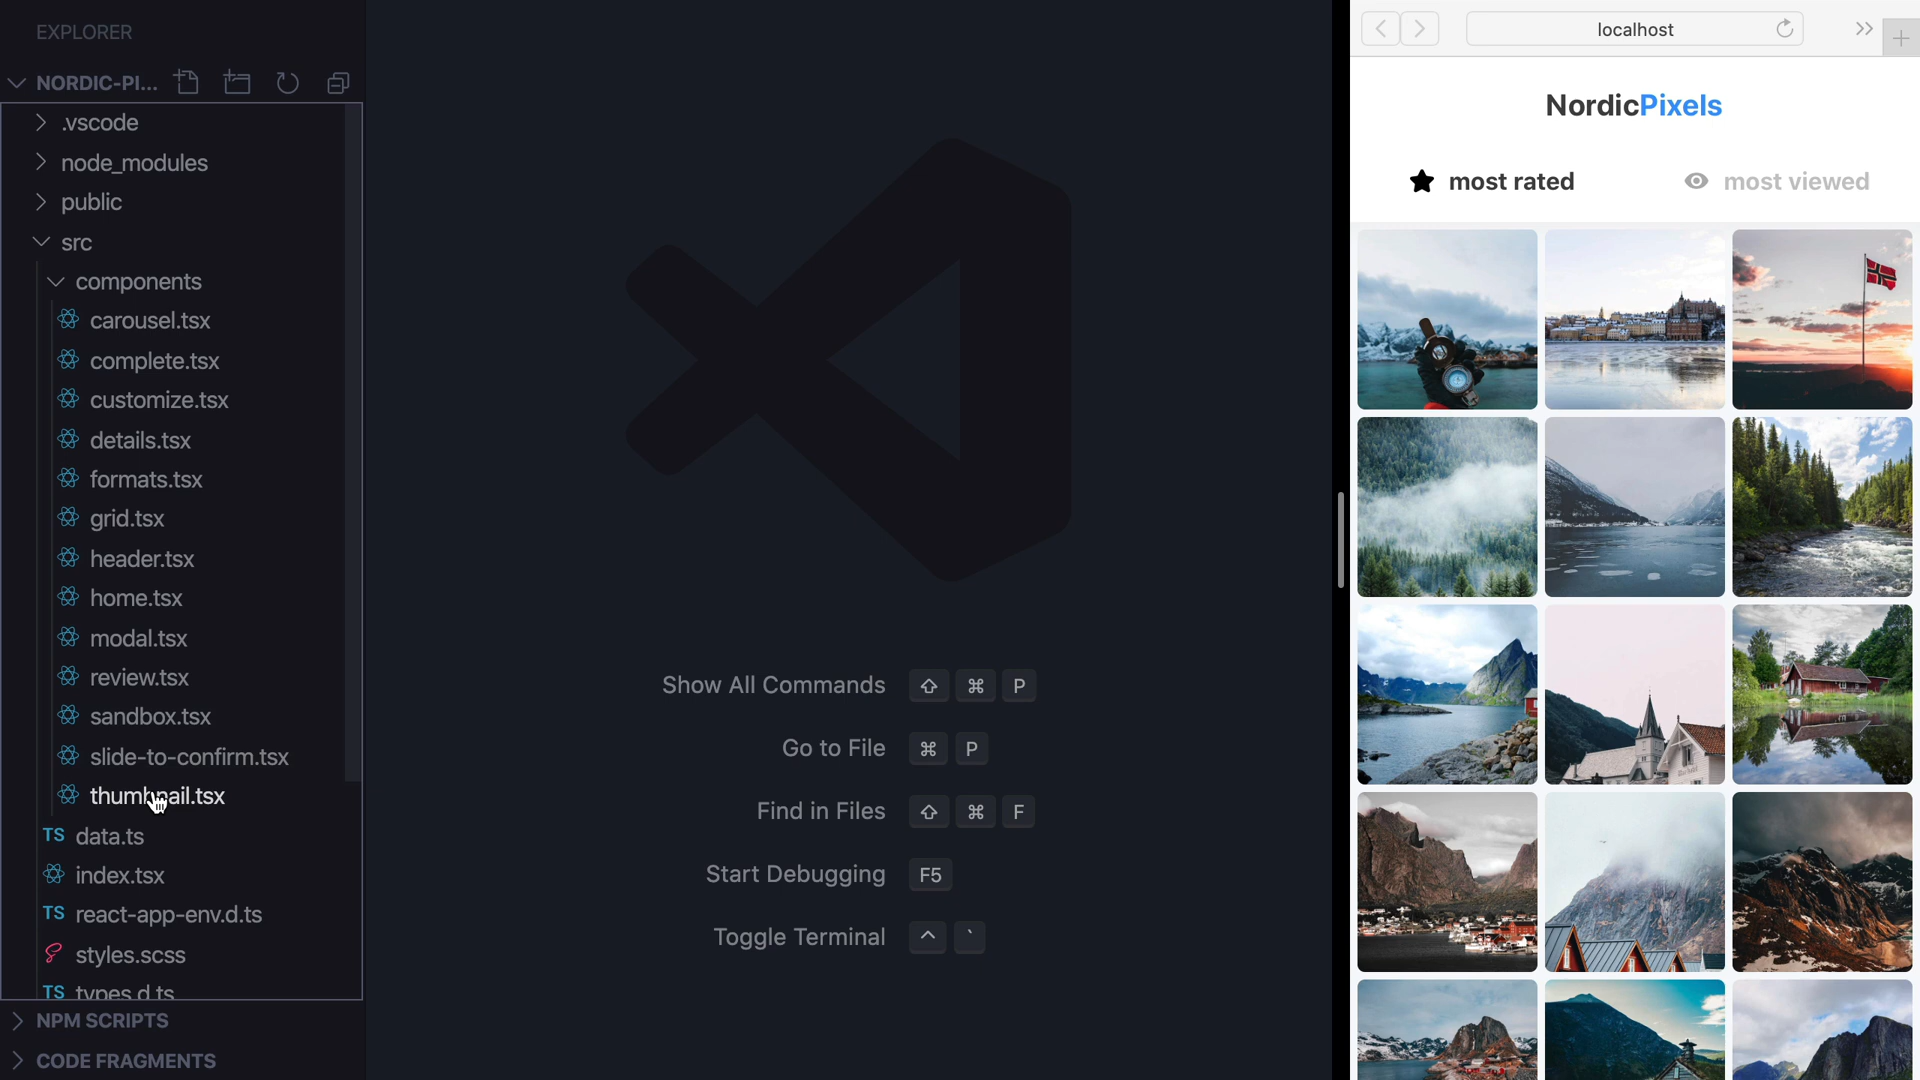 EXPLORER
NORDIC-PI...
.vscode
node_modules
public
src
components
carousel.tsx
complete.tsx
customize.tsx
details.tsx
formats.tsx
grid.tsx
header.tsx
home.tsx
modal.tsx
review.tsx
sandbox.tsx
slide-to-confirm.tsx
thumbnail.tsx
TS data.ts
index.tsx
TS react-app-env.d.ts
styles.scss
TS types.d.ts
NPM SCRIPTS
CODE FRAGMENTS
Show All Commands ⇧ ⌘ P
Go to File ⌘ P
Find in Files ⇧ ⌘ F
Start Debugging F5
Toggle Terminal ^ `
localhost
NordicPixels
most rated
most viewed